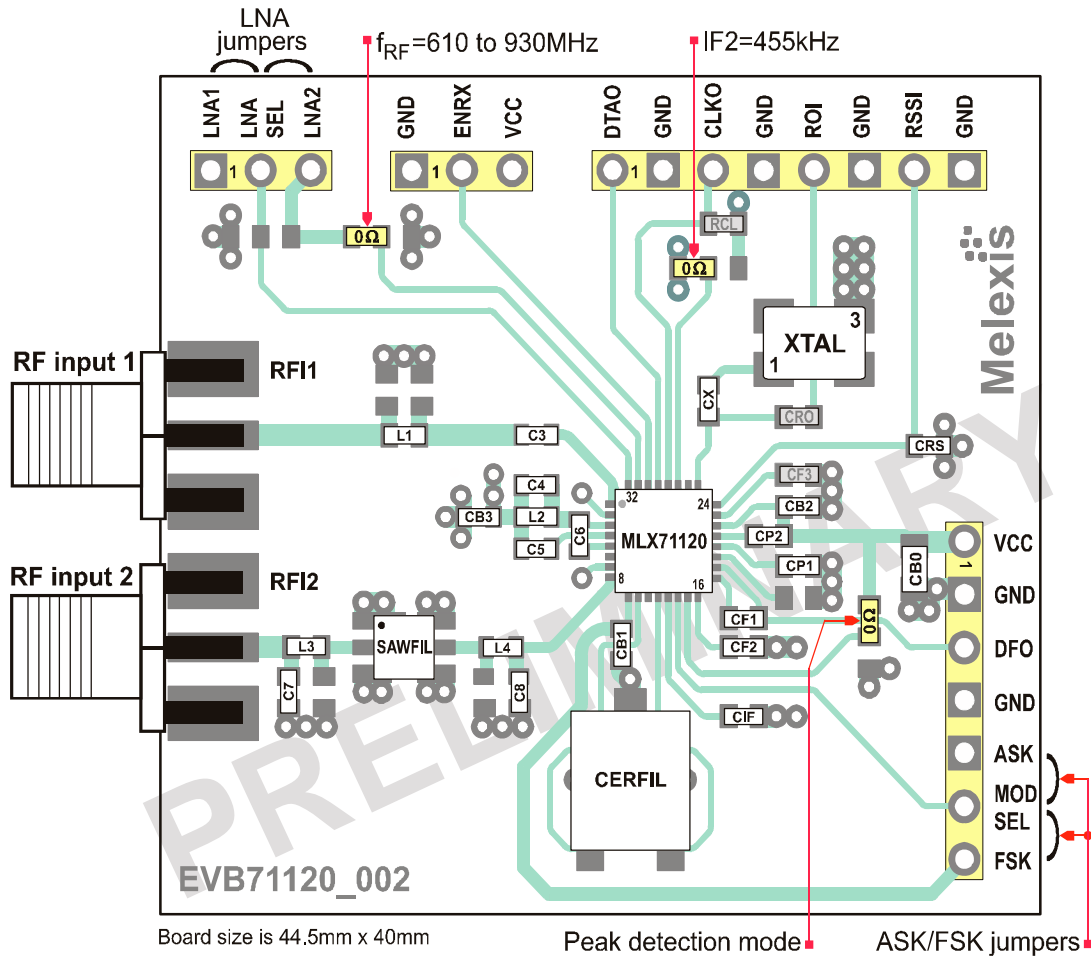 LNA
jumpers
fRF=610 to 930MHz
IF2=455kHz
LNA1
LNA
SEL
LNA2
GND
ENRX
VCC
DTAO
GND
CLKO
GND
ROI
GND
RSSI
GND
1
1
1
0Ω
RCL
0Ω
Melexis
XTAL
3
1
RF input 1
RFI1
CX
CRO
L1
C3
CRS
C4
CB3
L2
C5
C6
32
24
MLX71120
8
16
CF3
CB2
CP2
CP1
CB0
VCC
1
GND
RF input 2
RFI2
CF1
0Ω
DFO
L3
SAWFIL
L4
CB1
CF2
C7
C8
GND
CIF
ASK
CERFIL
MOD
SEL
FSK
PRELIMINARY
EVB71120_002
Board size is 44.5mm x 40mm
Peak detection mode
ASK/FSK jumpers